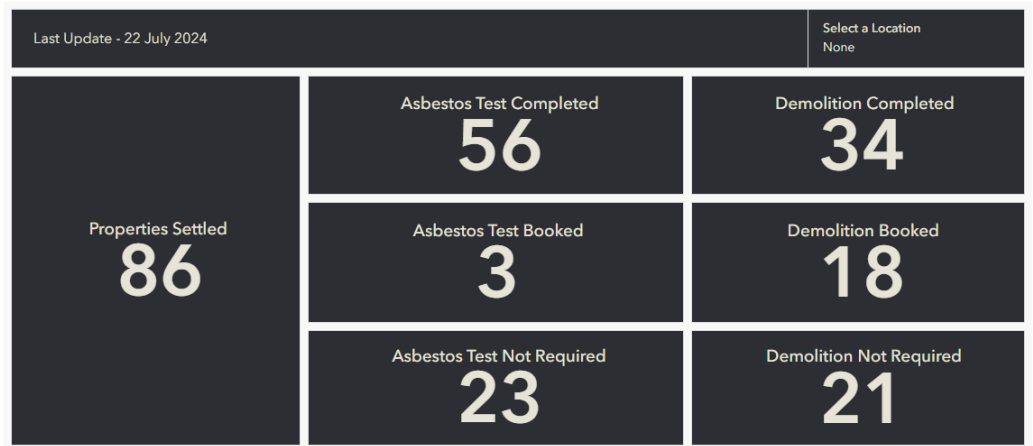 Last Update - 22 July 2024
Select a Location
None
Properties Settled
86
Asbestos Test Completed
56
Demolition Completed
34
Asbestos Test Booked
3
Demolition Booked
18
Asbestos Test Not Required
23
Demolition Not Required
21